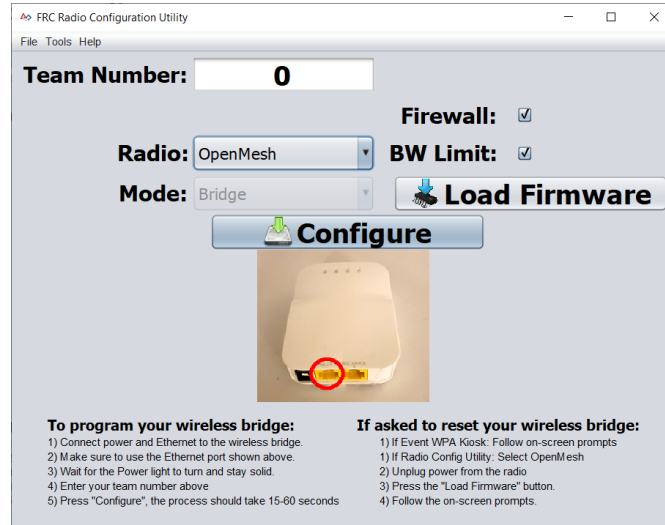 FRC Radio Configuration Utility
File Tools Help
Team Number: 0
Firewall:
Radio: OpenMesh
BW Limit:
Mode: Bridge
Load Firmware
Configure
To program your wireless bridge:
1) Connect power and Ethernet to the wireless bridge.
2) Make sure to use the Ethernet port shown above.
3) Wait for the Power light to turn and stay solid.
4) Enter your team number above
5) Press "Configure", the process should take 15-60 seconds
If asked to reset your wireless bridge:
1) If Event WPA Kiosk: Follow on-screen prompts
1) If Radio Config Utility: Select OpenMesh
2) Unplug power from the radio
3) Press the "Load Firmware" button.
4) Follow the on-screen prompts.